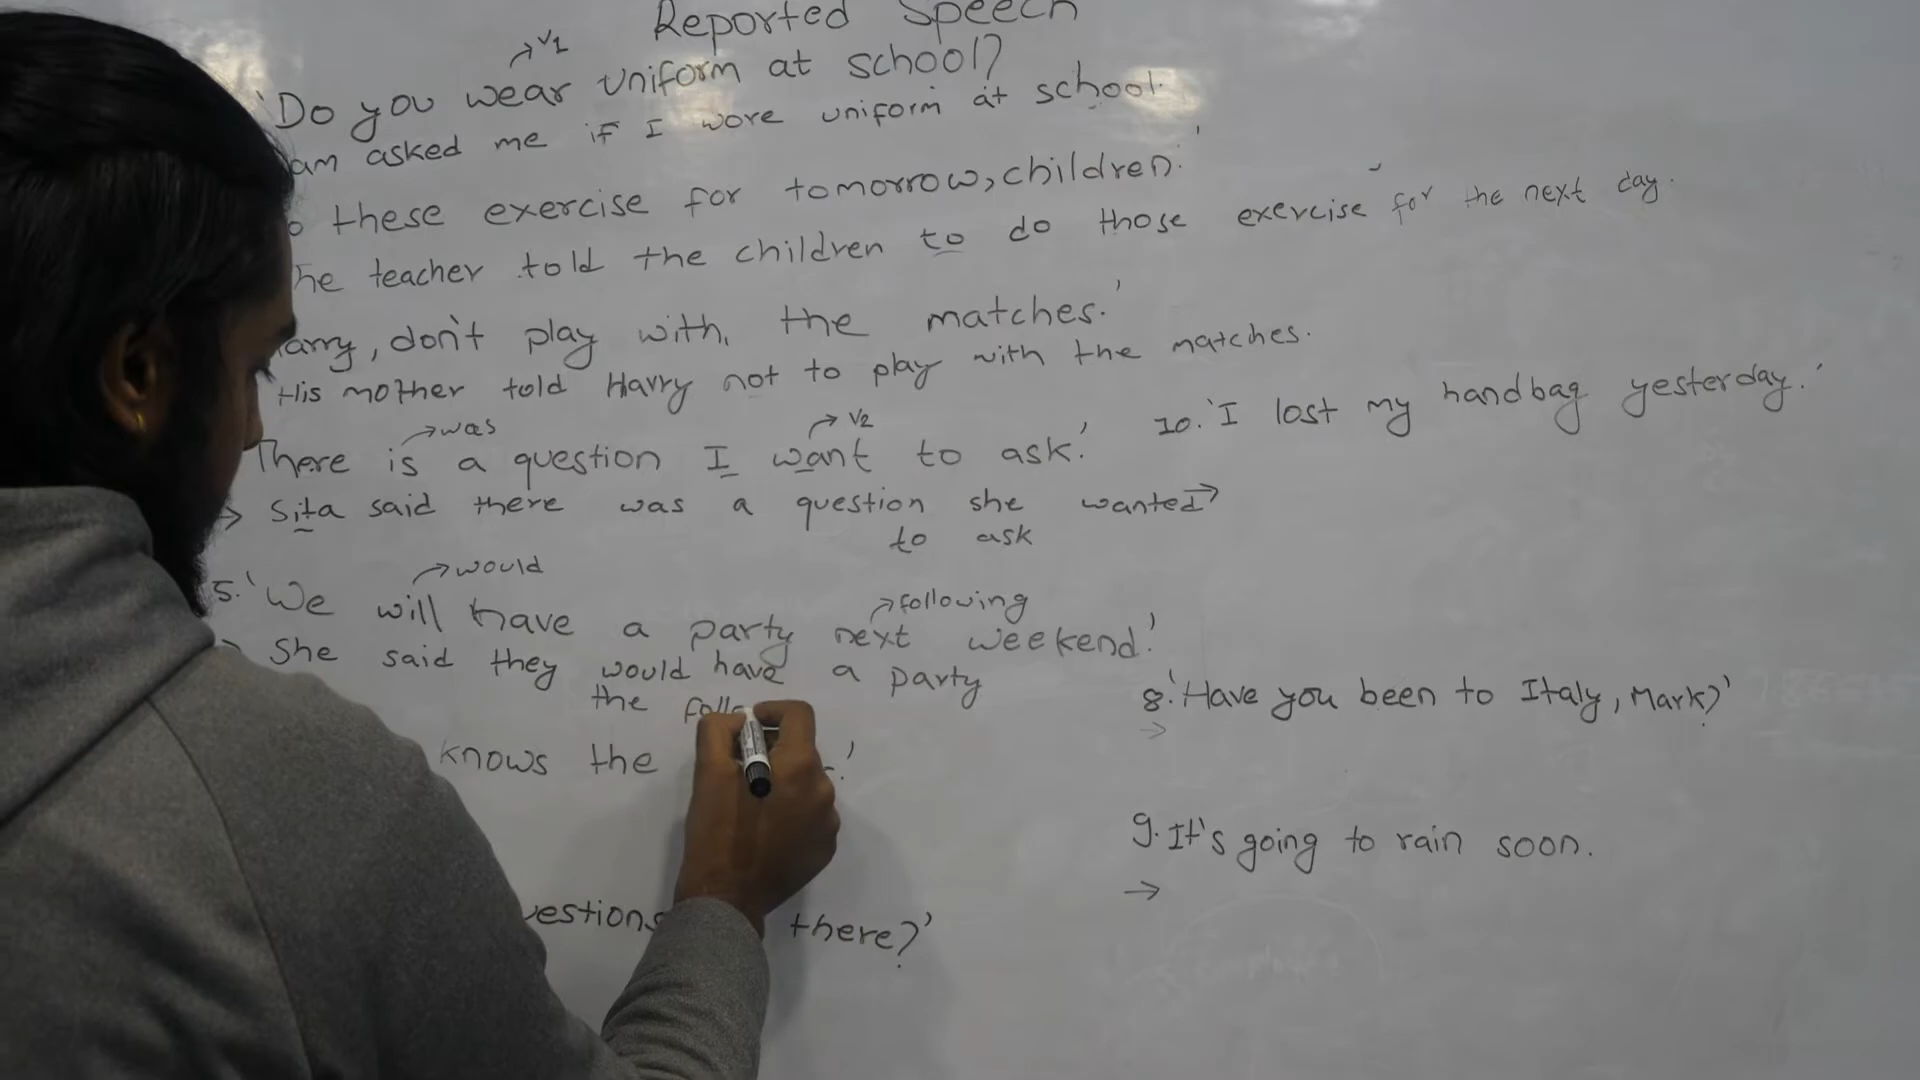 Reported Speech
→V1
'Do you wear uniform at school?
am asked me if I wore uniform at school.
these exercise for tomorrow, children.'
he teacher told the children to do those exercise for the next day.
arry, don't play with the matches.'
His mother told Harry not to play with the matches.
→was →V2
There is a question I want to ask.'
→ Sita said there was a question she wanted→
to ask
→would
→following
5. 'We will have a party next weekend.'
She said they would have a party
the follo
knows the
estions there?'
10. 'I lost my handbag yesterday.'
8. 'Have you been to Italy, Mark?'
→
9. It's going to rain soon.
→